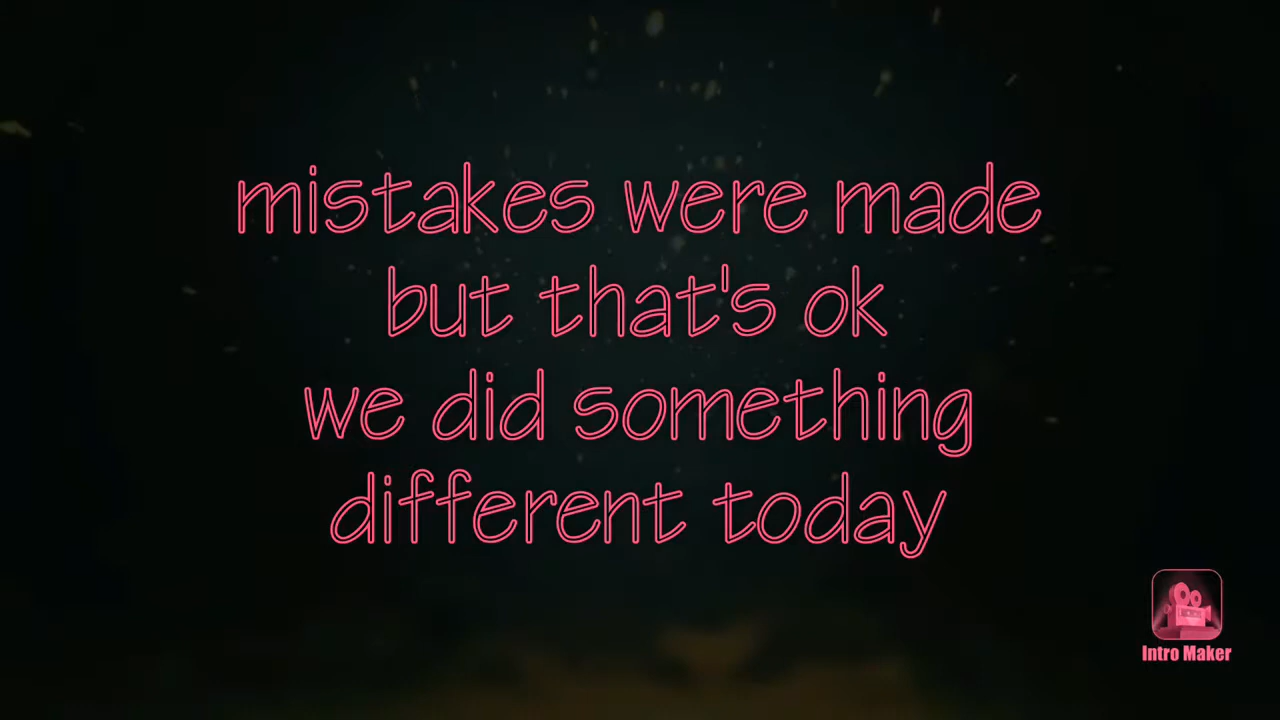 mistakes were made
but that's ok
we did something
different today
Intro Maker